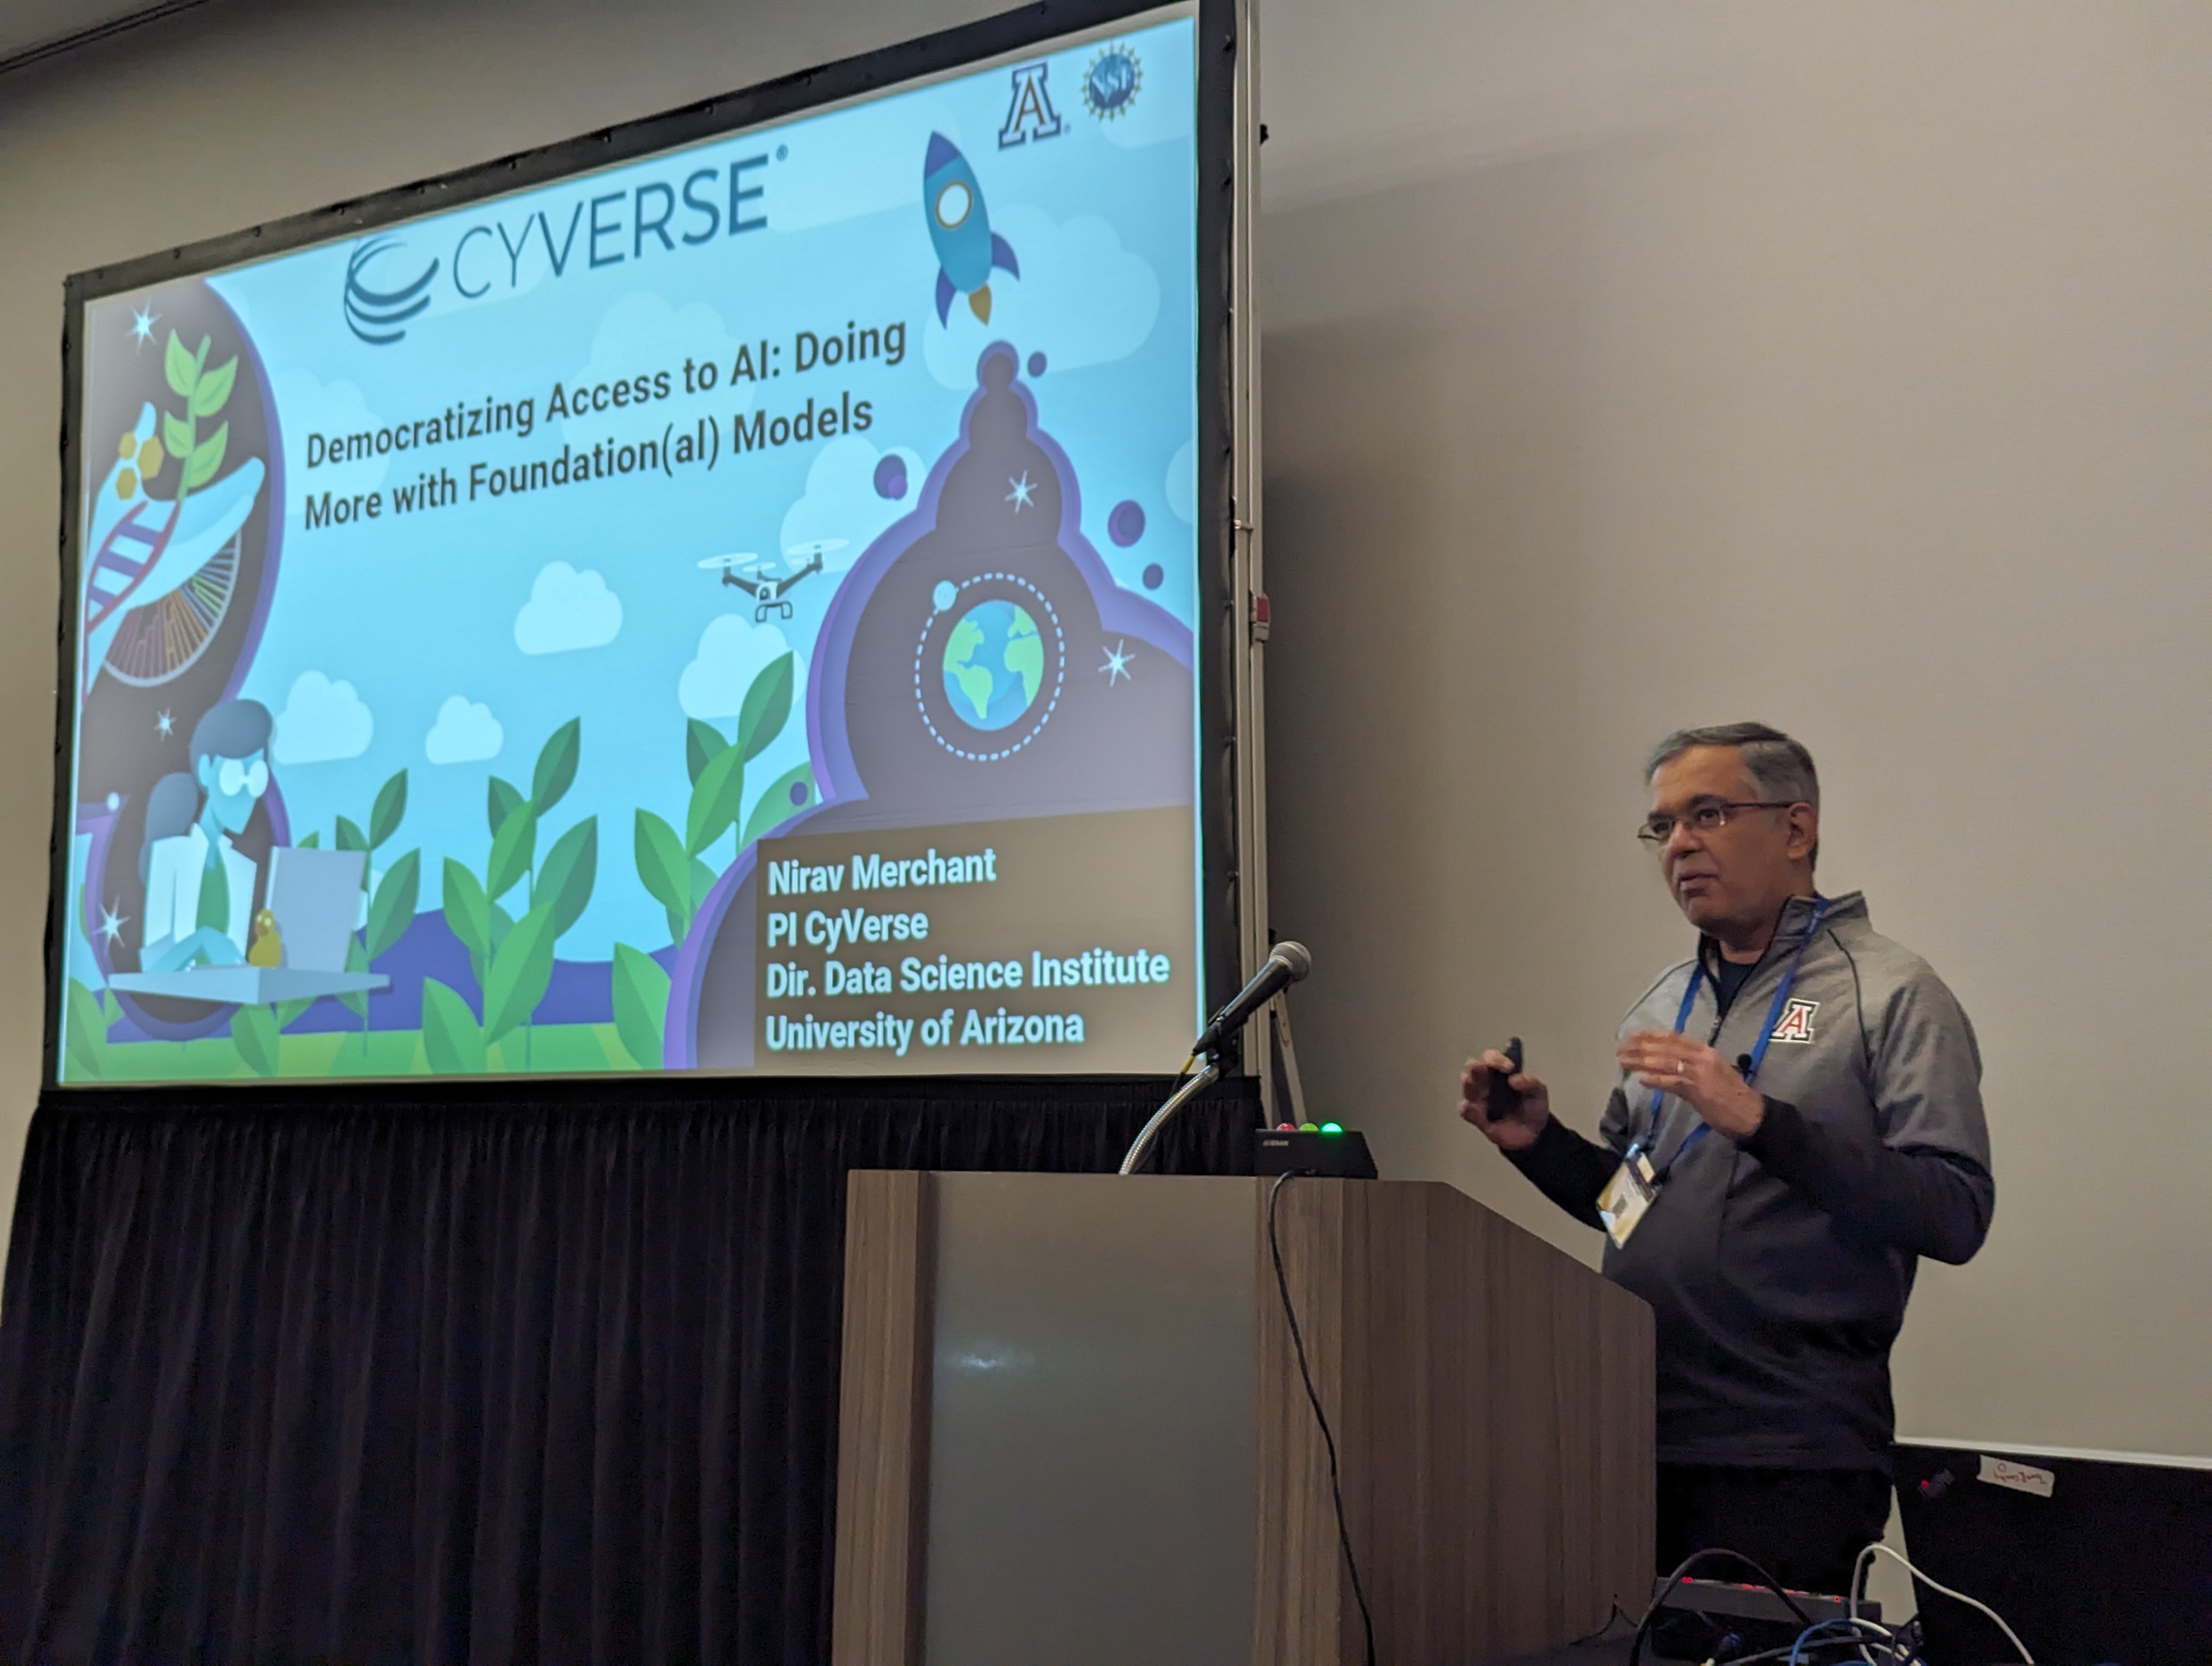 A
NSF
CYVERSE®
Democratizing Access to AI: Doing
More with Foundation(al) Models
Nirav Merchant
PI CyVerse
Dir. Data Science Institute
University of Arizona
A